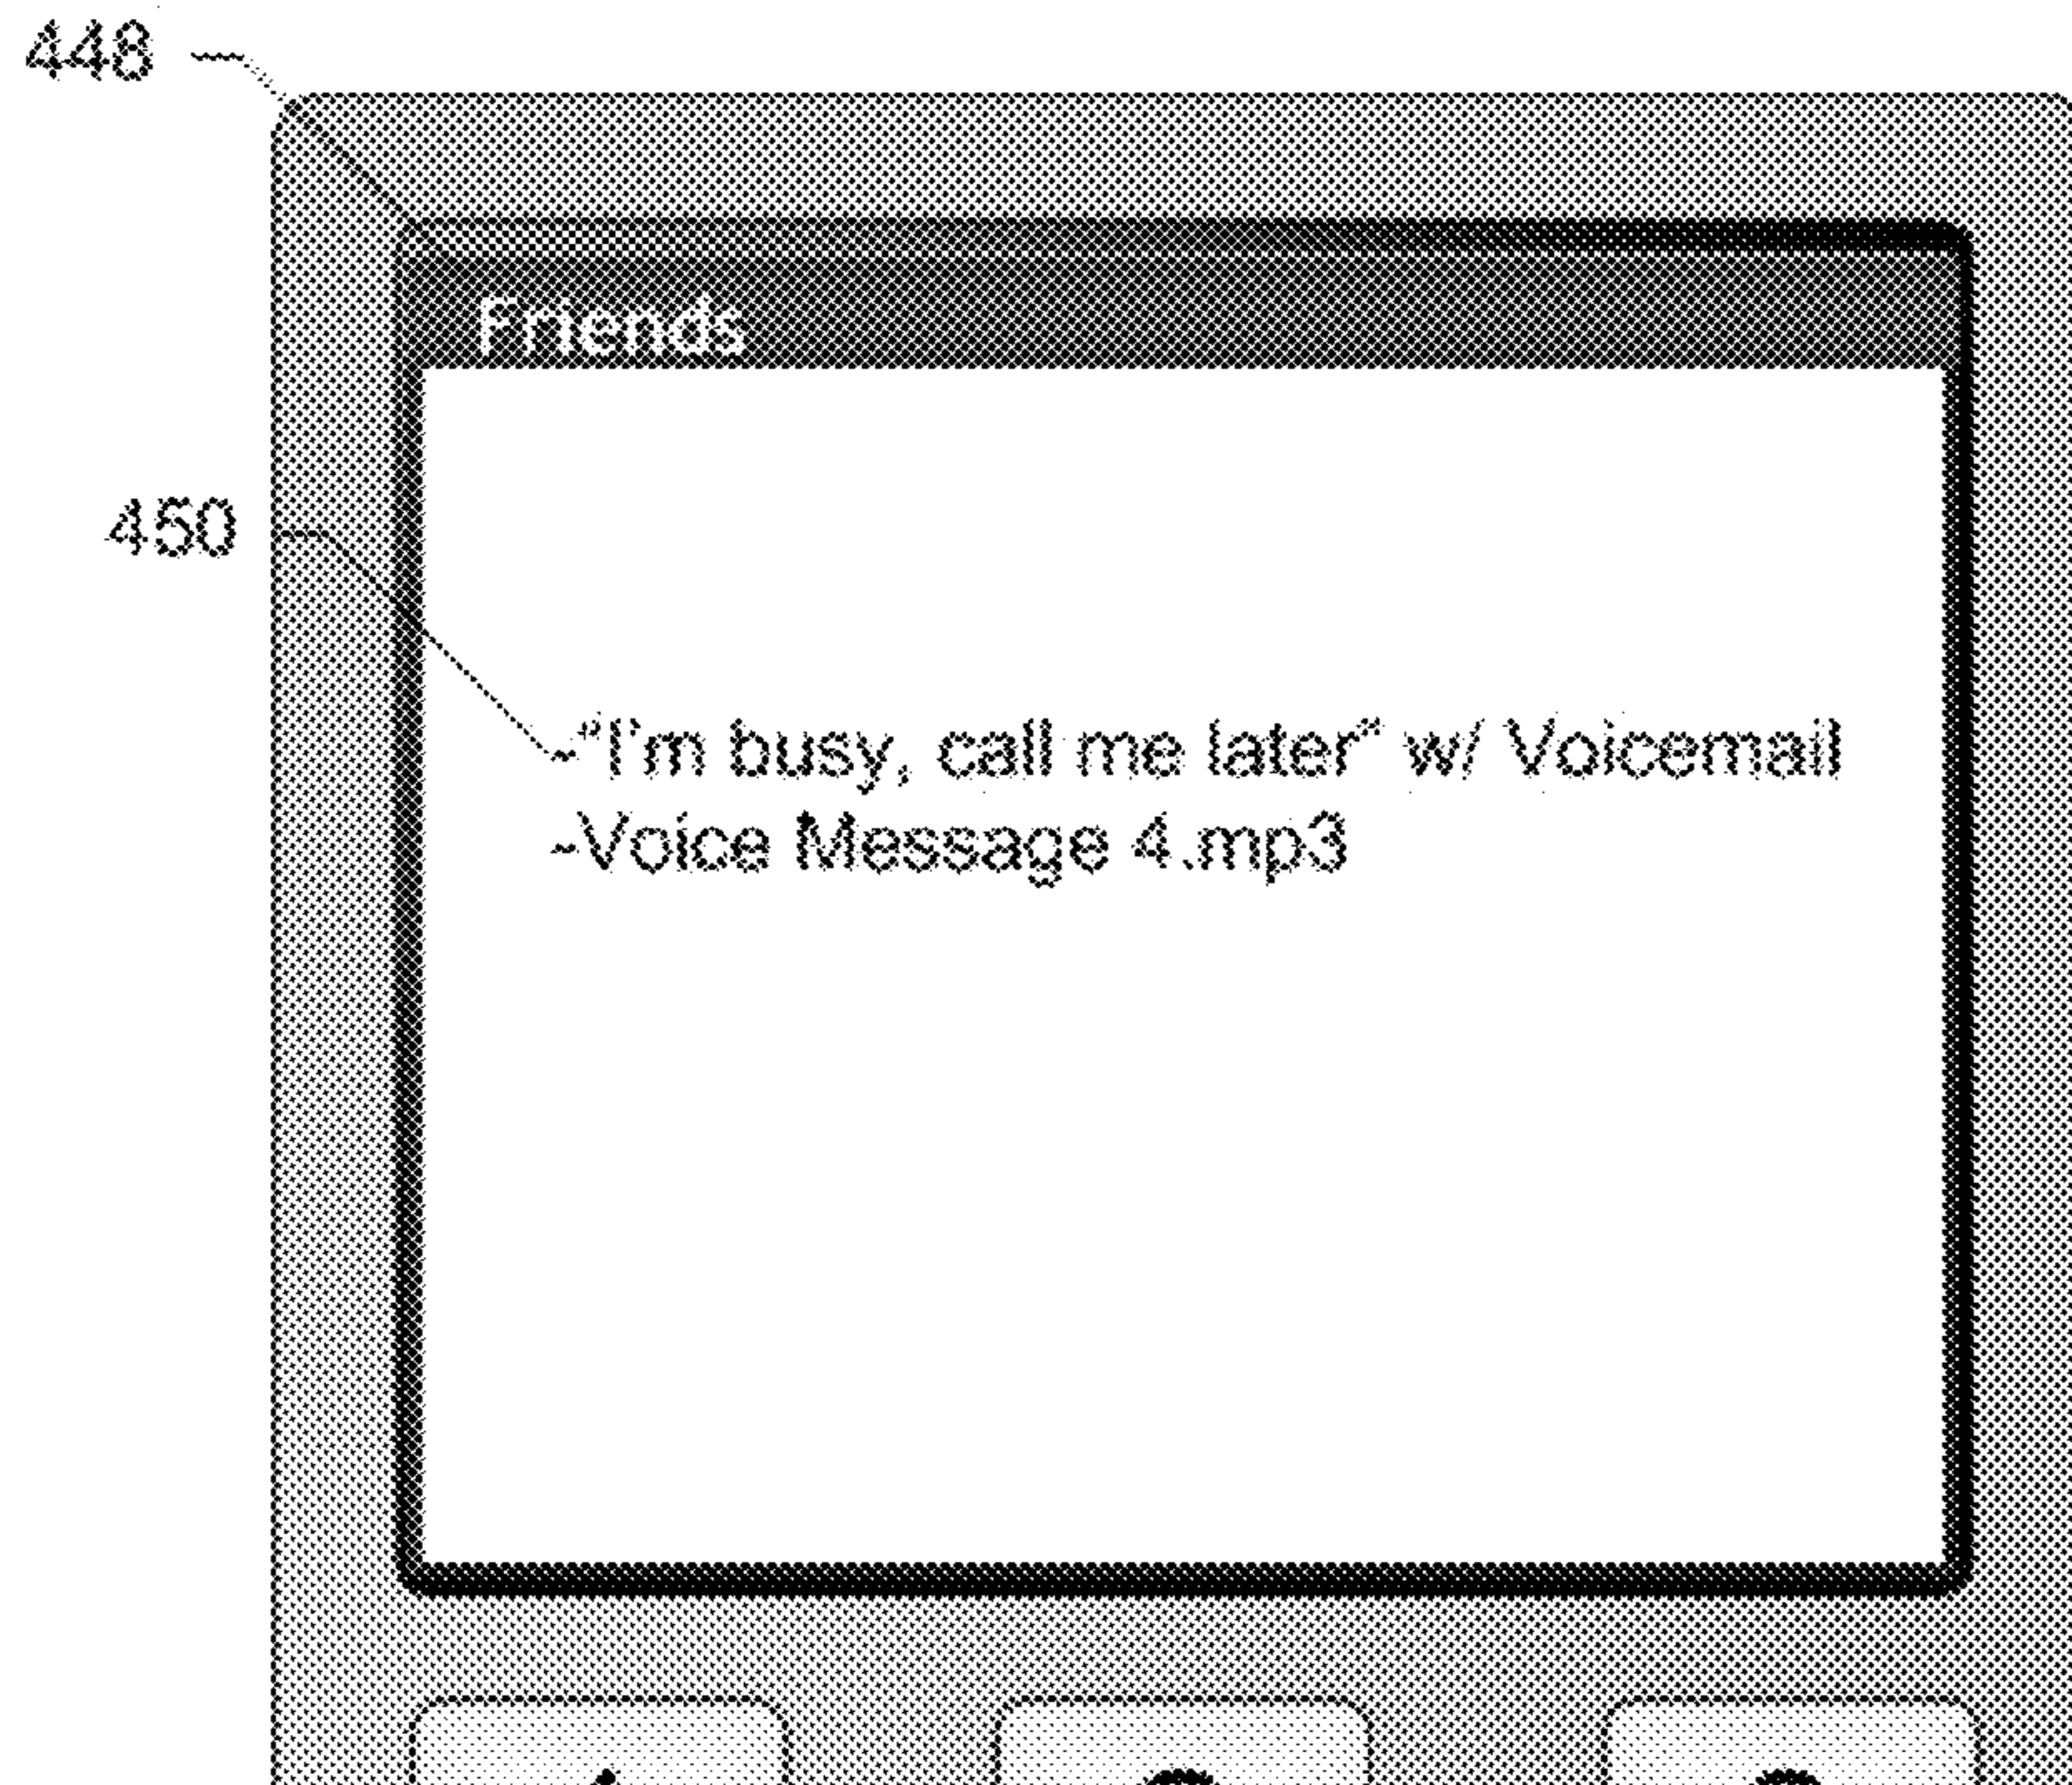 448
Friends
450
-"I'm busy, call me later" w/ Voicemail
-Voice Message 4.mp3